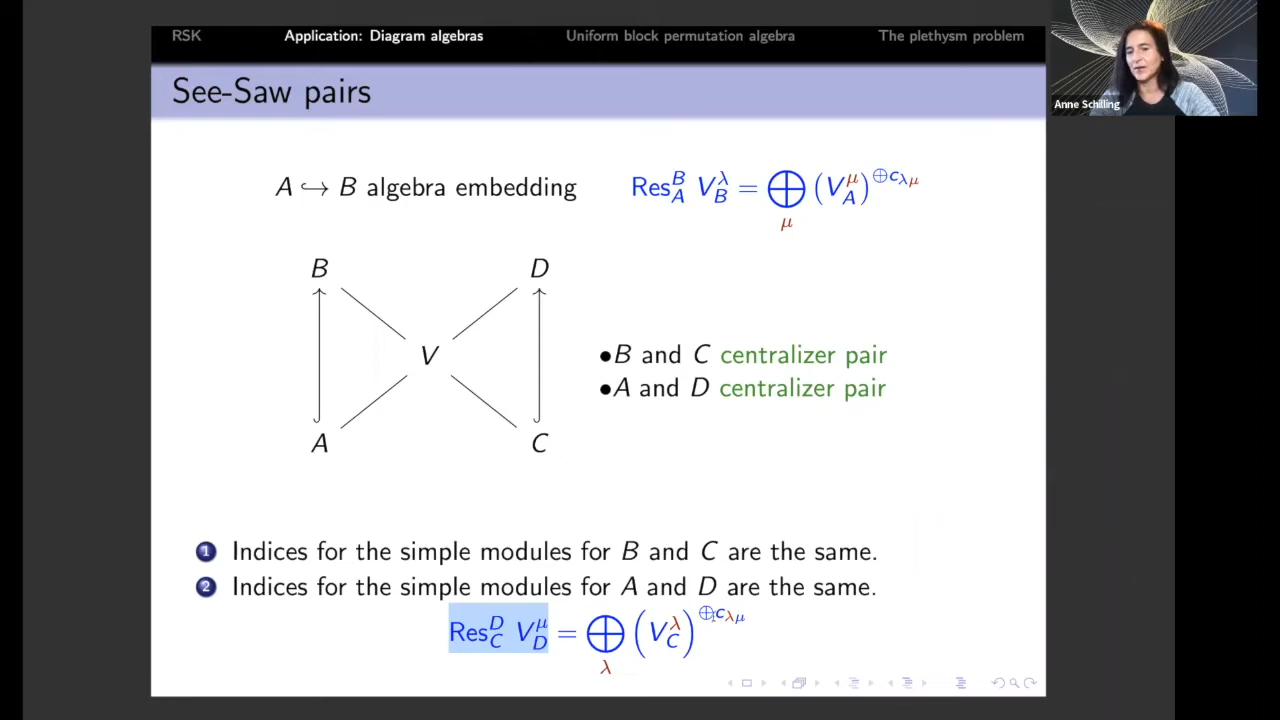 RSK Application: Diagram algebras Uniform block permutation algebra The plethysm problem
Anne Schilling
See-Saw pairs
A ↪ B algebra embedding Res^B_A V^λ_B = ⨁_μ (V^μ_A)^{⊕c_{λμ}}
B D
V
•B and C centralizer pair
•A and D centralizer pair
A C
1 Indices for the simple modules for B and C are the same.
2 Indices for the simple modules for A and D are the same.
Res^D_C V^μ_D = ⨁_λ (V^λ_C)^{⊕c_{λμ}}